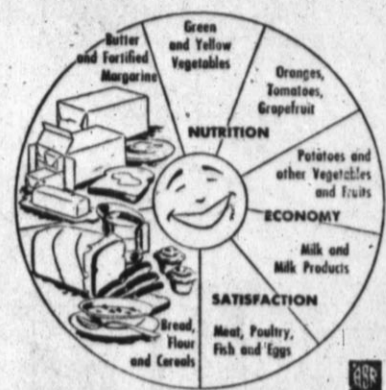 Butter
and Fortified
Margarine
Green
and Yellow
Vegetables
Oranges,
Tomatoes,
Grapefruit
NUTRITION
Potatoes and
other Vegetables
and Fruits
ECONOMY
Milk and
Milk Products
SATISFACTION
Meat, Poultry,
Fish and Eggs
Bread,
Flour
and Cereals